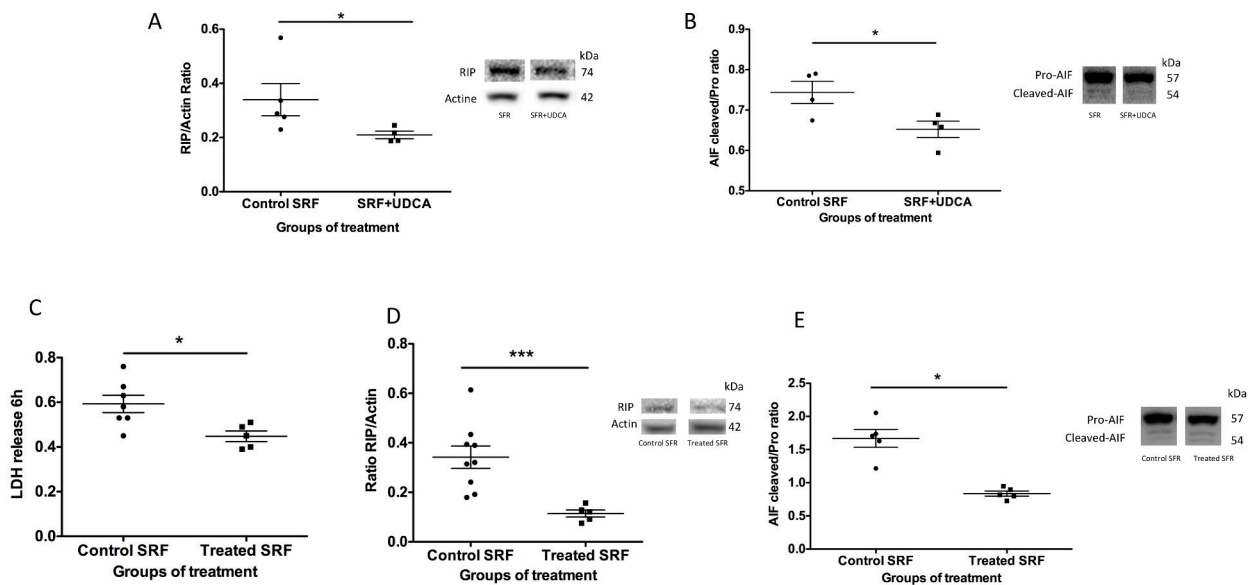 A
*
RIP/Actin Ratio
0.6
0.4
0.2
0.0
Control SRF SRF+UDCA
Groups of treatment
kDa
RIP 74
Actine 42
SFR SFR+UDCA
B
*
AIF cleaved/Pro ratio
0.9
0.8
0.7
0.6
0.5
Control SRF SRF+UDCA
Groups of treatment
kDa
Pro-AIF 57
Cleaved-AIF 54
SFR SFR+UDCA
C
*
LDH release 6h
0.8
0.6
0.4
0.2
0.0
Control SRF Treated SRF
Groups of treatment
D
***
Ratio RIP/Actin
0.8
0.6
0.4
0.2
0.0
Control SRF Treated SRF
Groups of treatment
kDa
RIP 74
Actin 42
Control SFR Treated SFR
E
*
AIF cleaved/Pro ratio
2.5
2.0
1.5
1.0
0.5
0.0
Control SRF Treated SRF
Groups of treatment
kDa
Pro-AIF 57
Cleaved-AIF 54
Control SFR Treated SFR